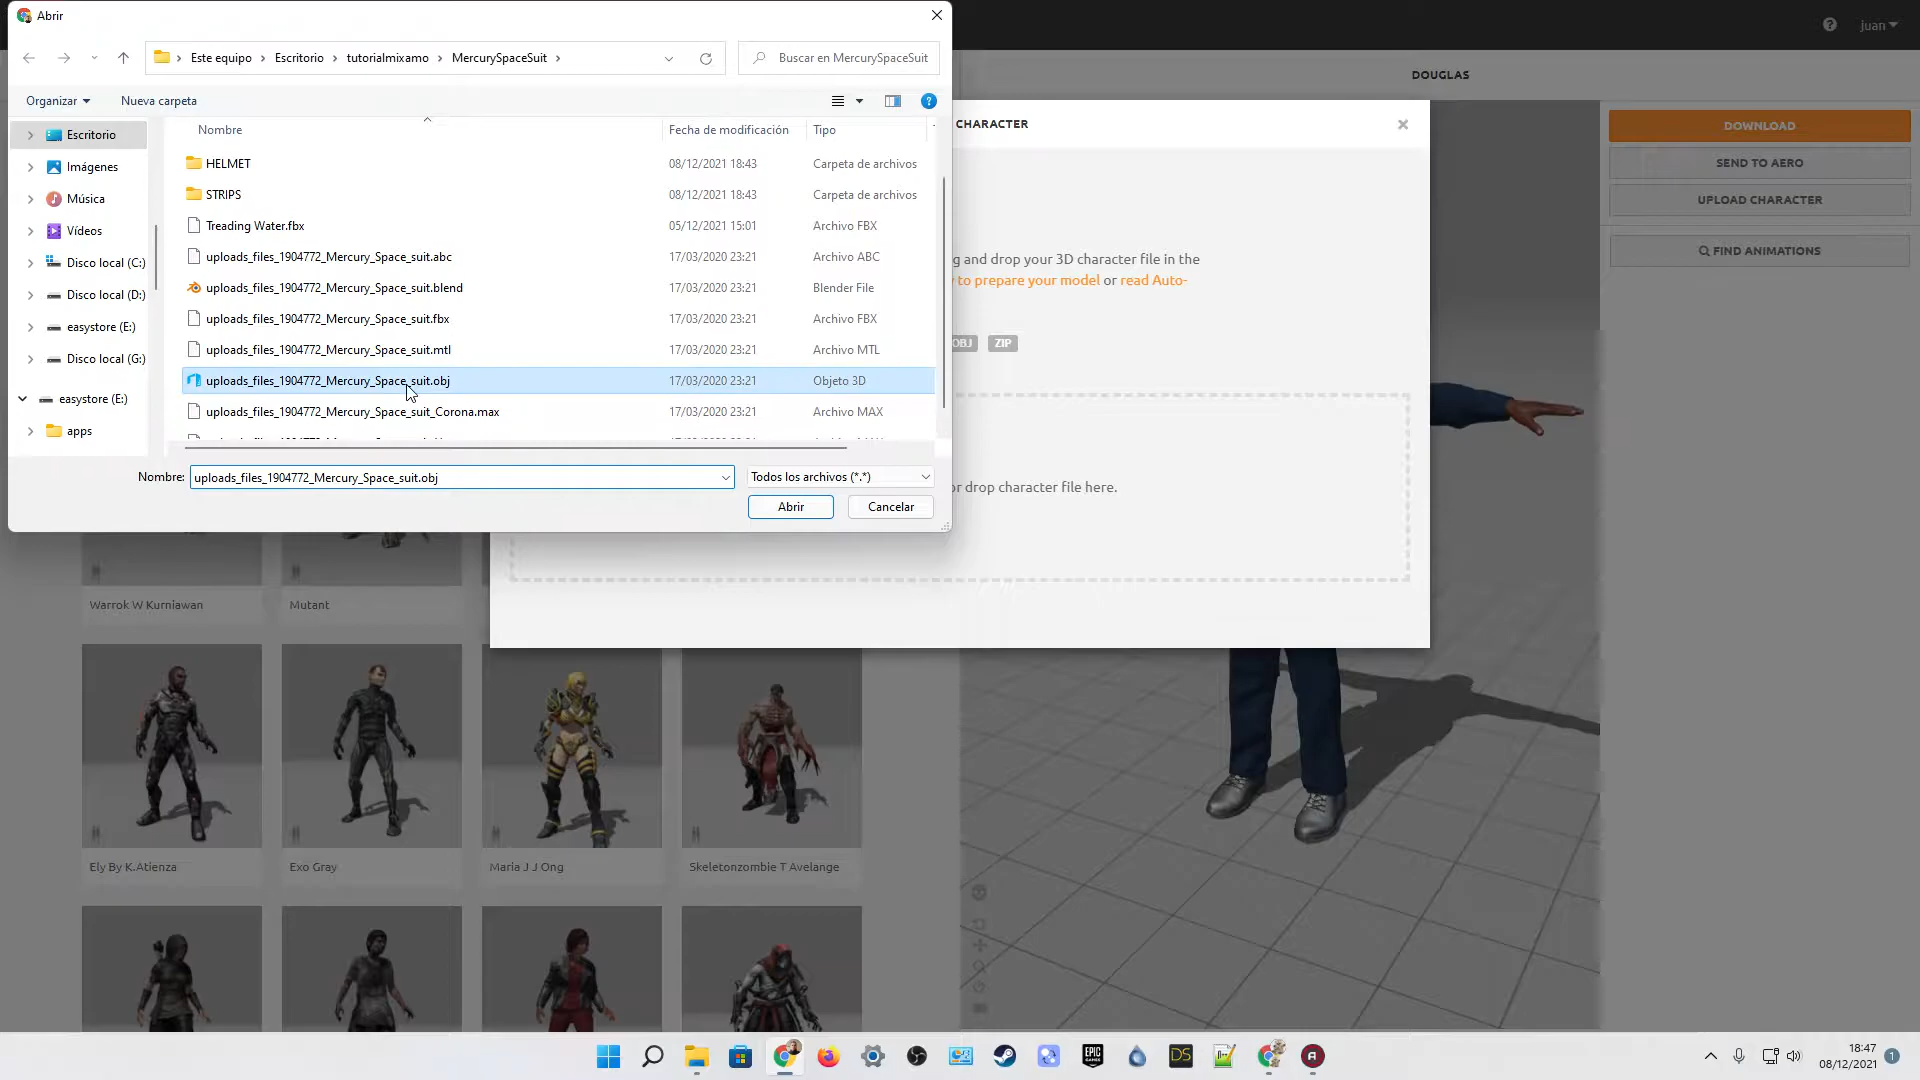 Abrir
juan
Este equipo > Escritorio > tutorialmixamo > MercurySpaceSuit >
Buscar en MercurySpaceSuit
DOUGLAS
Organizar
Nueva carpeta
Nombre
Fecha de modificación
Tipo
CHARACTER
DOWNLOAD
SEND TO AERO
UPLOAD CHARACTER
FIND ANIMATIONS
Escritorio
Imágenes
Música
Vídeos
Disco local (C:)
Disco local (D:)
easystore (E:)
Disco local (G:)
easystore (E:)
apps
HELMET 08/12/2021 18:43 Carpeta de archivos
STRIPS 08/12/2021 18:43 Carpeta de archivos
Treading Water.fbx 05/12/2021 15:01 Archivo FBX
uploads_files_1904772_Mercury_Space_suit.abc 17/03/2020 23:21 Archivo ABC
uploads_files_1904772_Mercury_Space_suit.blend 17/03/2020 23:21 Blender File
uploads_files_1904772_Mercury_Space_suit.fbx 17/03/2020 23:21 Archivo FBX
uploads_files_1904772_Mercury_Space_suit.mtl 17/03/2020 23:21 Archivo MTL
uploads_files_1904772_Mercury_Space_suit.obj 17/03/2020 23:21 Objeto 3D
uploads_files_1904772_Mercury_Space_suit_Corona.max 17/03/2020 23:21 Archivo MAX
and drop your 3D character file in the
to prepare your model or read Auto-
OBJ ZIP
or drop character file here.
Nombre: uploads_files_1904772_Mercury_Space_suit.obj
Todos los archivos (*.*)
Abrir
Cancelar
Warrok W Kurniawan
Mutant
Ely By K.Atienza
Exo Gray
Maria J J Ong
Skeletonzombie T Avelange
EPIC
GAMES
DS
18:47
08/12/2021
1